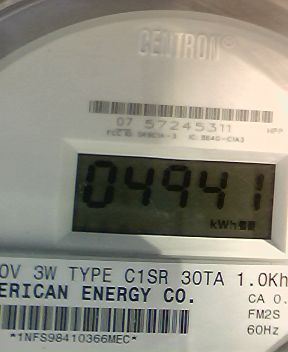 CENTRON®
07 57245311
04941
kWh
0V 3W TYPE C1SR 30TA 1.0Kh
ERICAN ENERGY CO.
CA 0.
FM2S
60Hz
*1NFS98410366MEC*